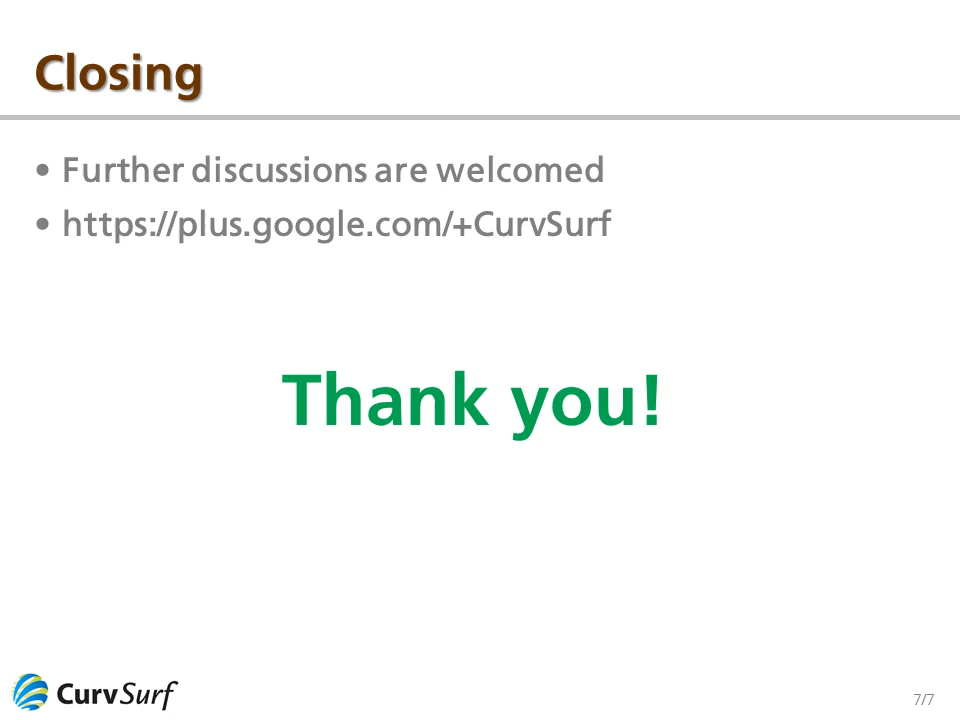 Closing
• Further discussions are welcomed
• https://plus.google.com/+CurvSurf
Thank you!
CurvSurf
7/7